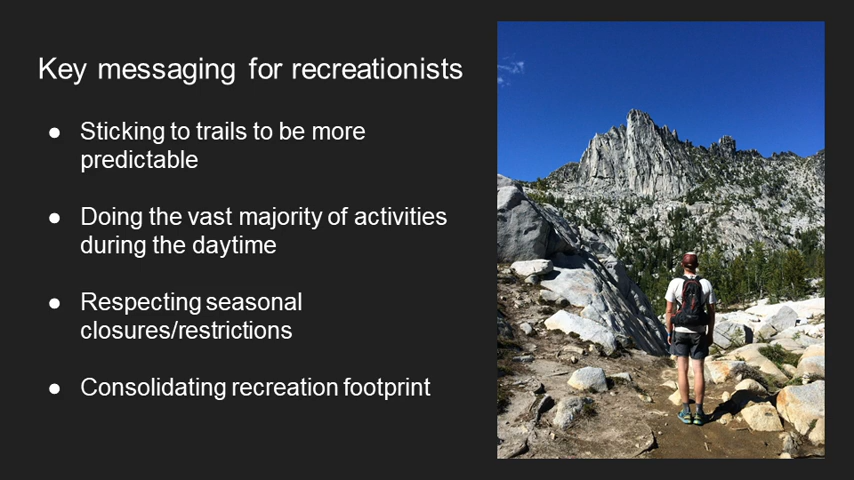 Key messaging for recreationists
● Sticking to trails to be more
predictable
● Doing the vast majority of activities
during the daytime
● Respecting seasonal
closures/restrictions
● Consolidating recreation footprint